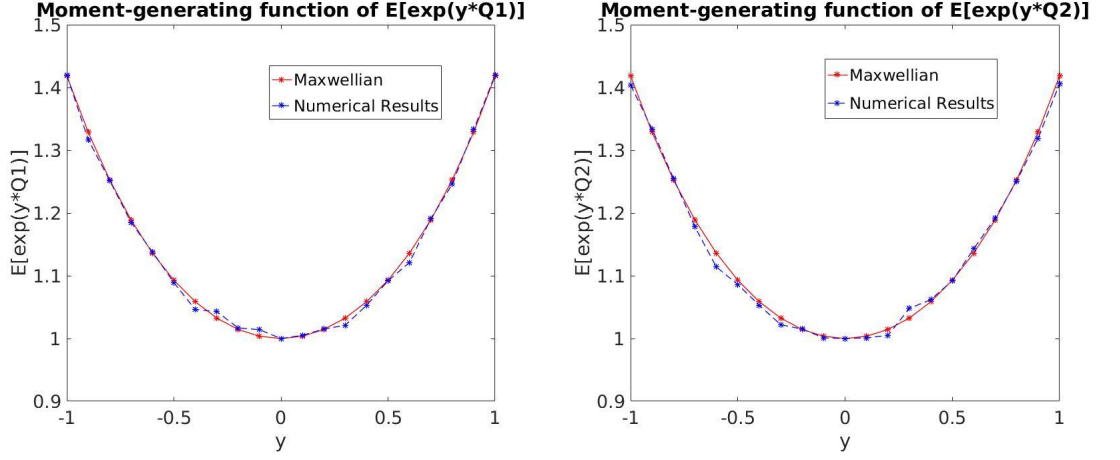 Moment-generating function of E[exp(y*Q1)]
1.5
1.4
1.3
1.2
1.1
1
0.9
E[exp(y*Q1)]
Maxwellian
Numerical Results
-1
-0.5
0
0.5
1
y
Moment-generating function of E[exp(y*Q2)]
1.5
1.4
1.3
1.2
1.1
1
0.9
E[exp(y*Q2)]
Maxwellian
Numerical Results
-1
-0.5
0
0.5
1
y